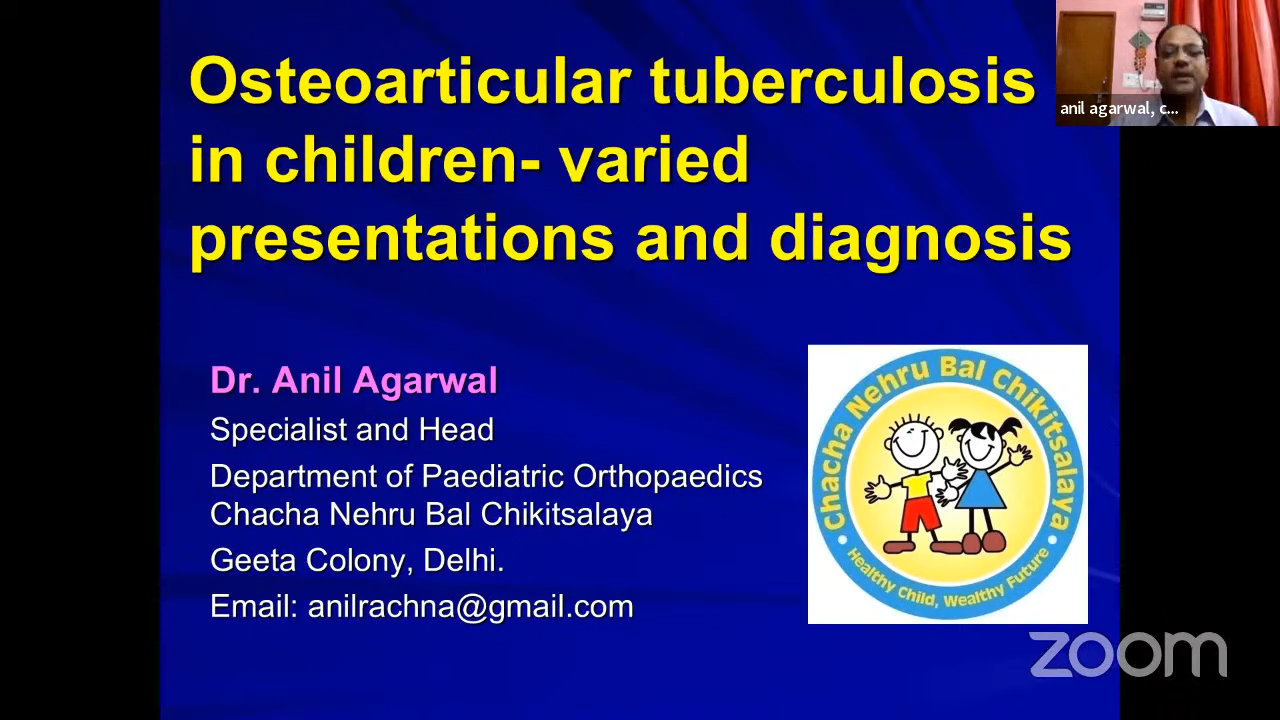 Osteoarticular tuberculosis
in children- varied
presentations and diagnosis
anil agarwal, c...
Dr. Anil Agarwal
Specialist and Head
Department of Paediatric Orthopaedics
Chacha Nehru Bal Chikitsalaya
Geeta Colony, Delhi.
Email: anilrachna@gmail.com
Chacha Nehru Bal Chikitsalaya
Healthy Child, Wealthy Future
zoom